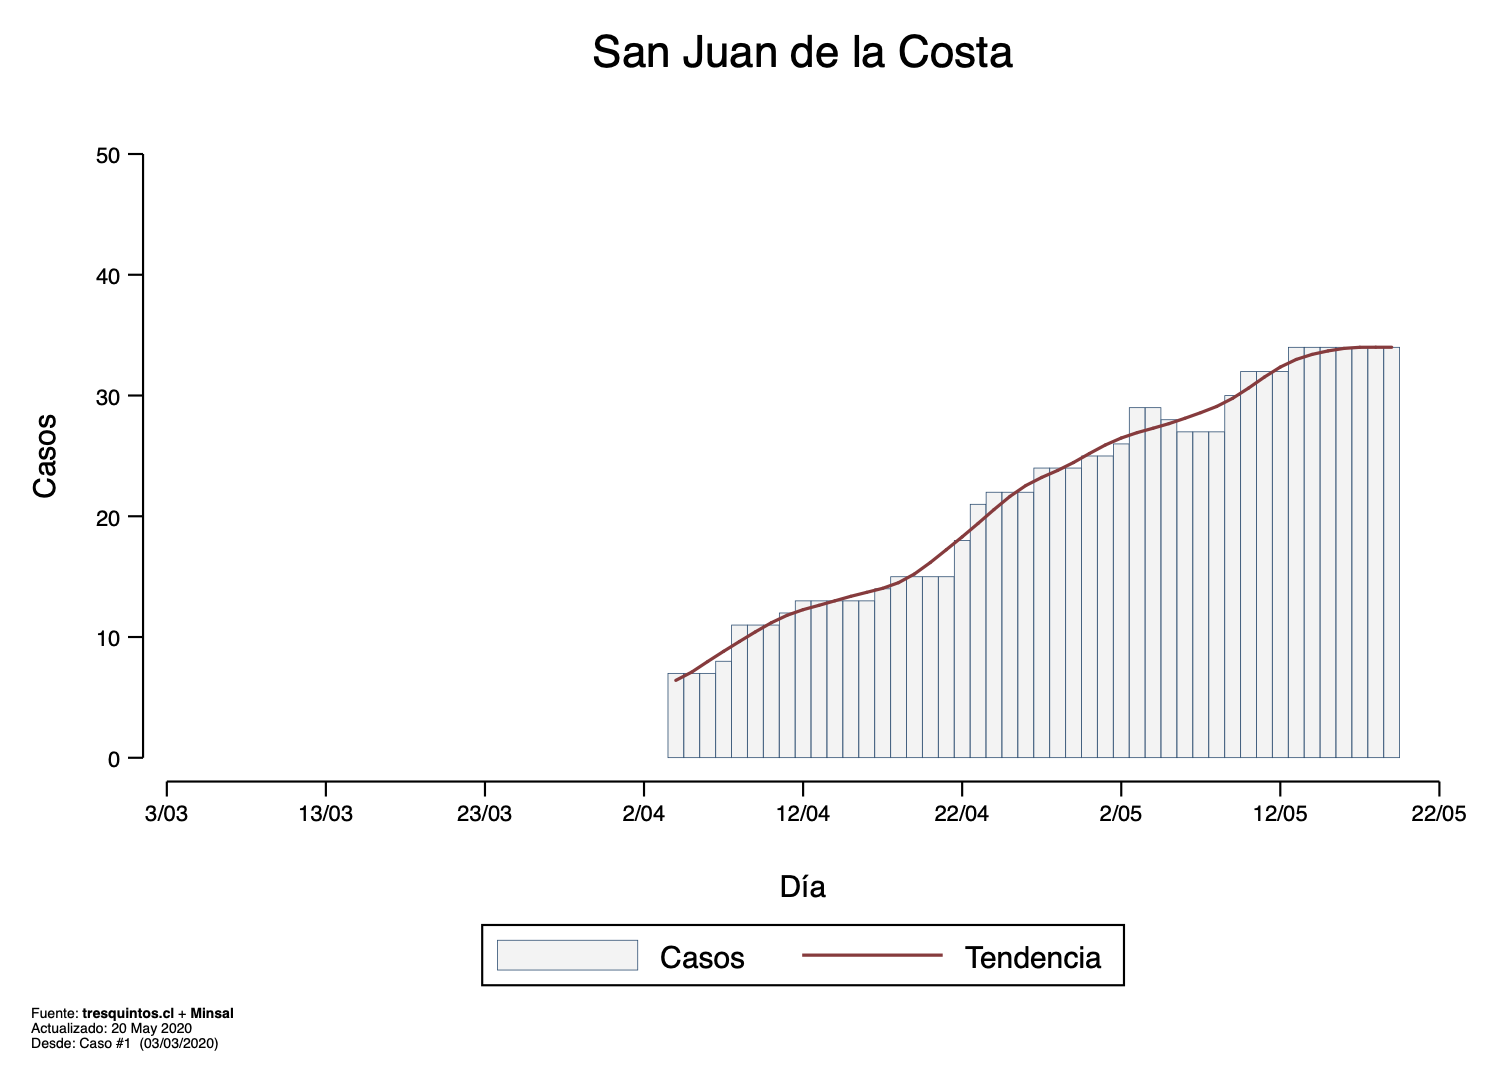 San Juan de la Costa
Casos
50
40
30
20
10
0
3/03 13/03 23/03 2/04 12/04 22/04 2/05 12/05 22/05
Día
Casos Tendencia
Fuente: tresquintos.cl + Minsal
Actualizado: 20 May 2020
Desde: Caso #1 (03/03/2020)